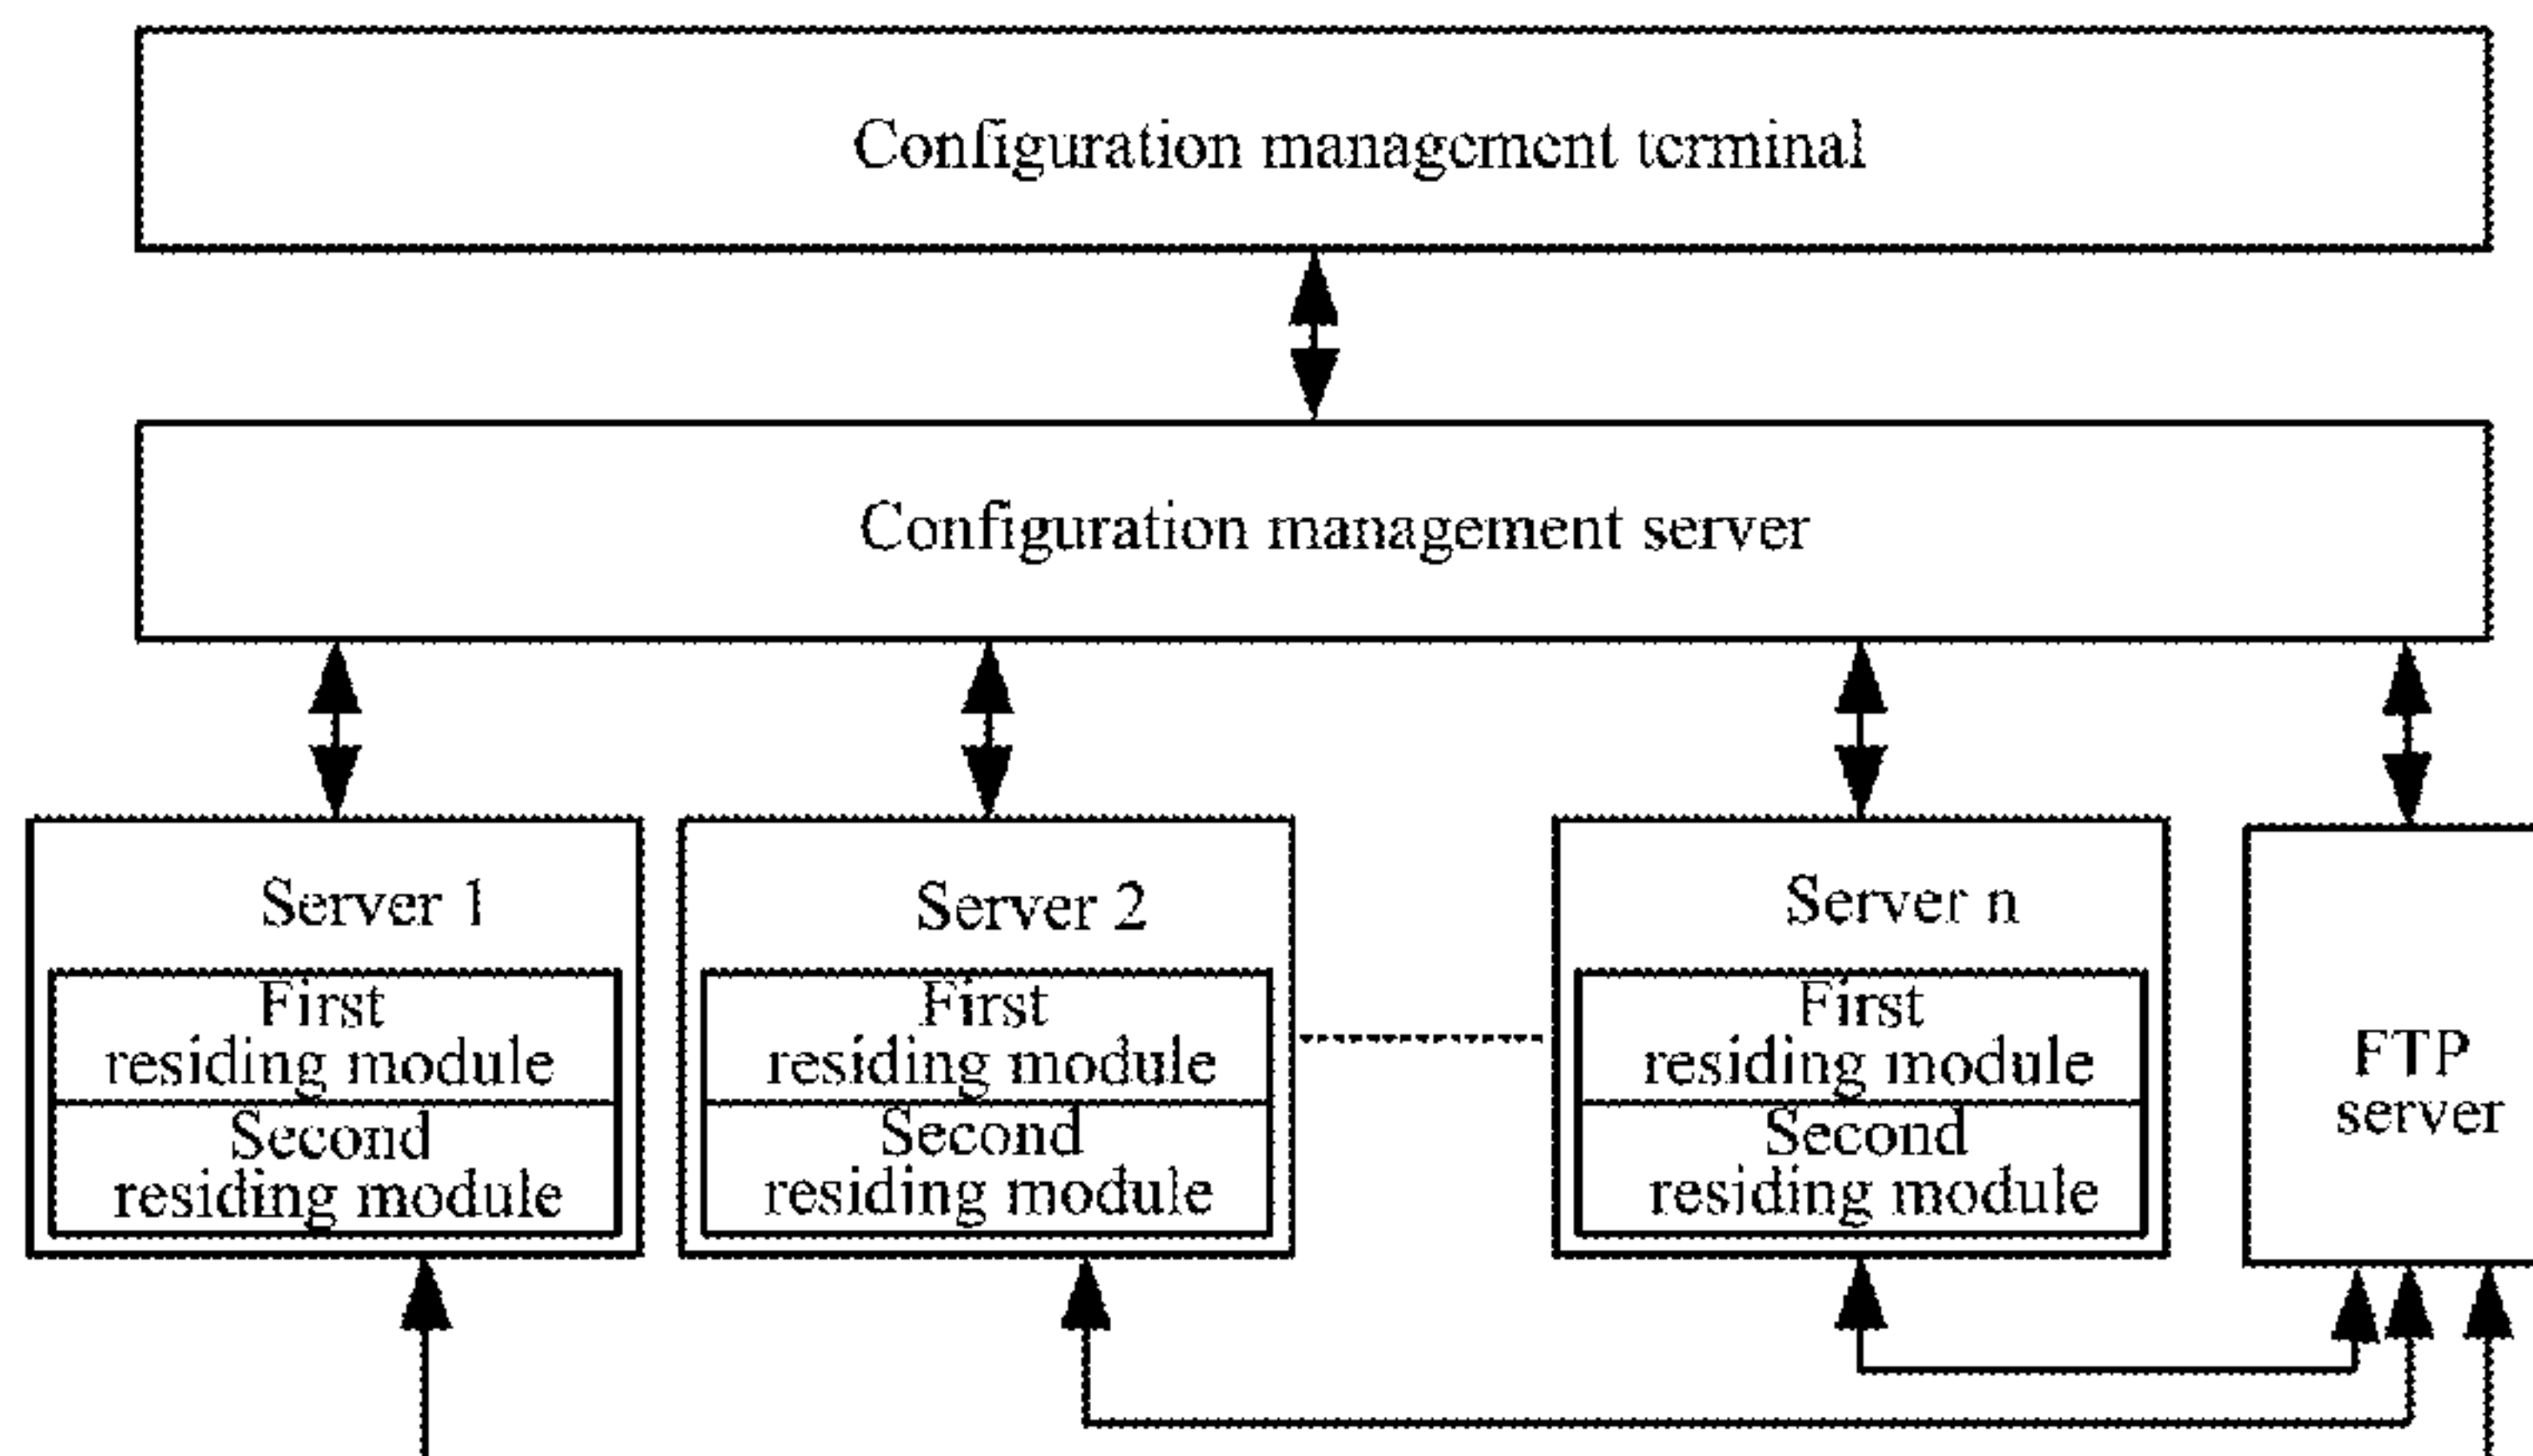 Configuration management terminal
Configuration management server
Server 1
First
residing module
Second
residing module
Server 2
First
residing module
Second
residing module
Server n
First
residing module
Second
residing module
FTP
server